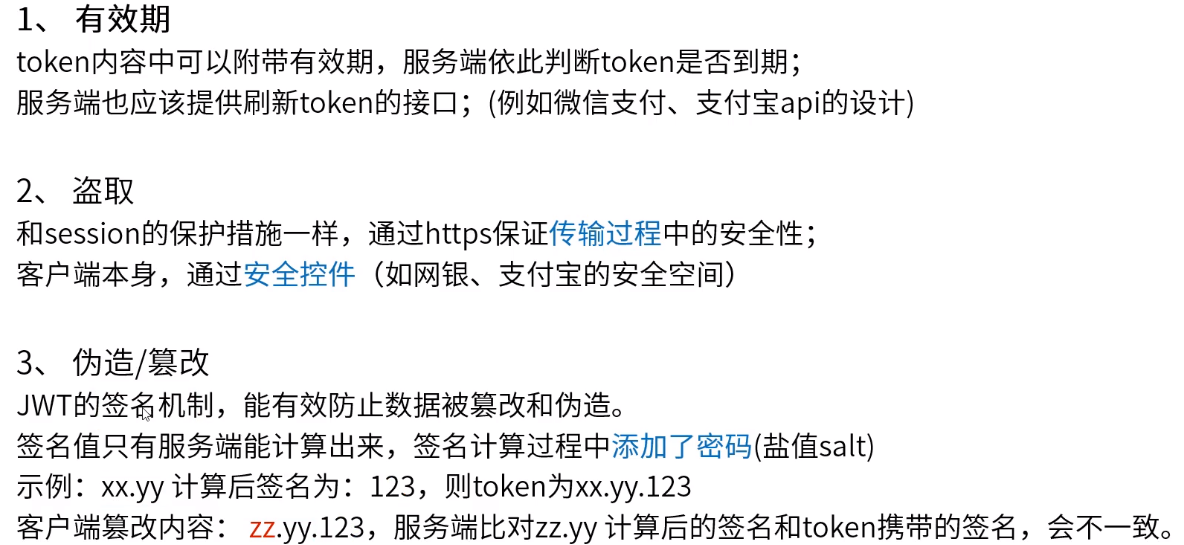 1、 有效期
token内容中可以附带有效期，服务端依此判断token是否到期；
服务端也应该提供刷新token的接口；(例如微信支付、支付宝api的设计)
2、 盗取
和session的保护措施一样，通过https保证传输过程中的安全性；
客户端本身，通过安全控件（如网银、支付宝的安全空间）
3、 伪造/篡改
JWT的签名机制，能有效防止数据被篡改和伪造。
签名值只有服务端能计算出来，签名计算过程中添加了密码(盐值salt)
示例：xx.yy 计算后签名为：123，则token为xx.yy.123
客户端篡改内容： zz.yy.123，服务端比对zz.yy 计算后的签名和token携带的签名，会不一致。